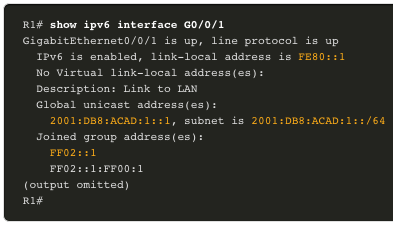 R1# show ipv6 interface G0/0/1
GigabitEthernet0/0/1 is up, line protocol is up
IPv6 is enabled, link-local address is FE80::1
No Virtual link-local address(es):
Description: Link to LAN
Global unicast address(es):
2001:DB8:ACAD:1::1, subnet is 2001:DB8:ACAD:1::/64
Joined group address(es):
FF02::1
FF02::1:FF00:1
(output omitted)
R1#